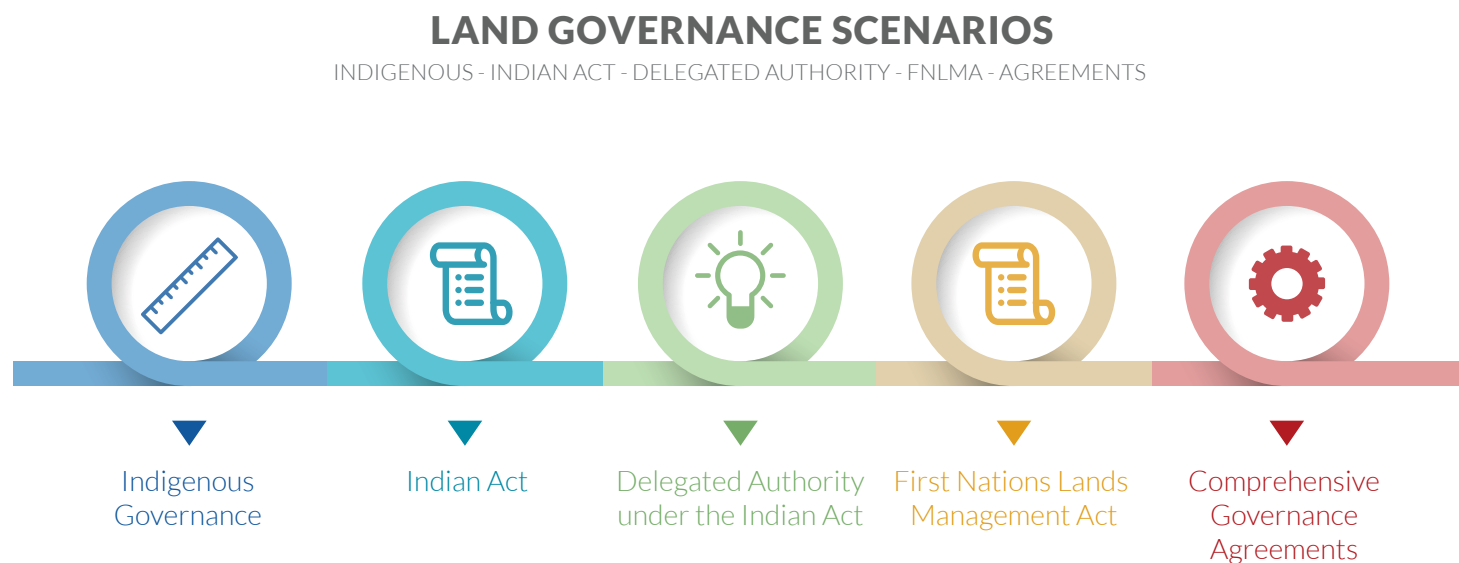 LAND GOVERNANCE SCENARIOS
INDIGENOUS - INDIAN ACT - DELEGATED AUTHORITY - FNLMA - AGREEMENTS
Indigenous
Governance
Indian Act
Delegated Authority
under the Indian Act
First Nations Lands
Management Act
Comprehensive
Governance
Agreements